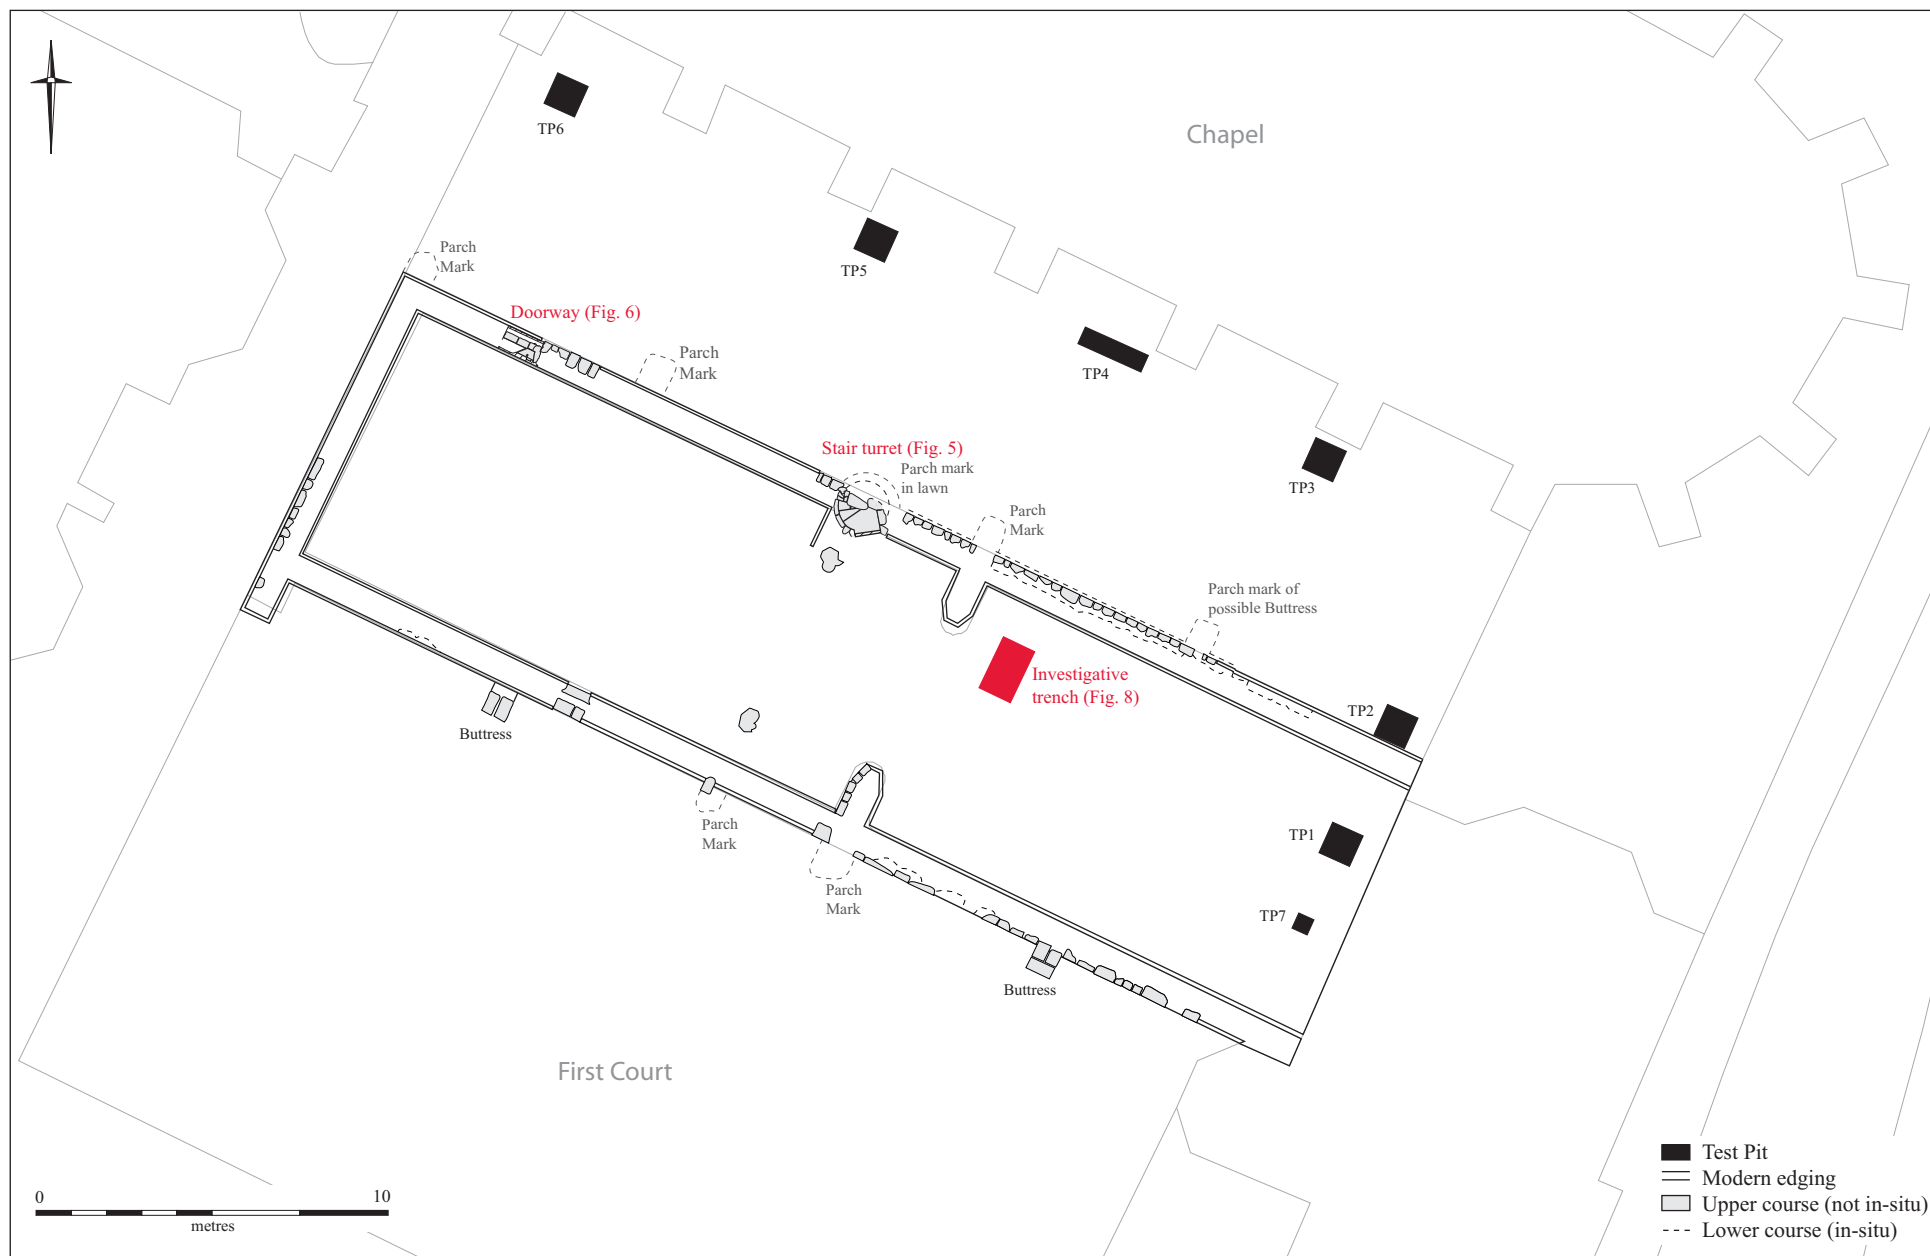 TP6
Chapel
Parch
Mark
TP5
Doorway (Fig. 6)
Parch
Mark
TP4
Stair turret (Fig. 5)
Parch mark
in lawn
TP3
Parch
Mark
Parch mark of
possible Buttress
Investigative
trench (Fig. 8)
TP2
Buttress
Parch
Mark
TP1
Parch
Mark
TP7
Buttress
First Court
Test Pit
Modern edging
Upper course (not in-situ)
Lower course (in-situ)
0 10
metres